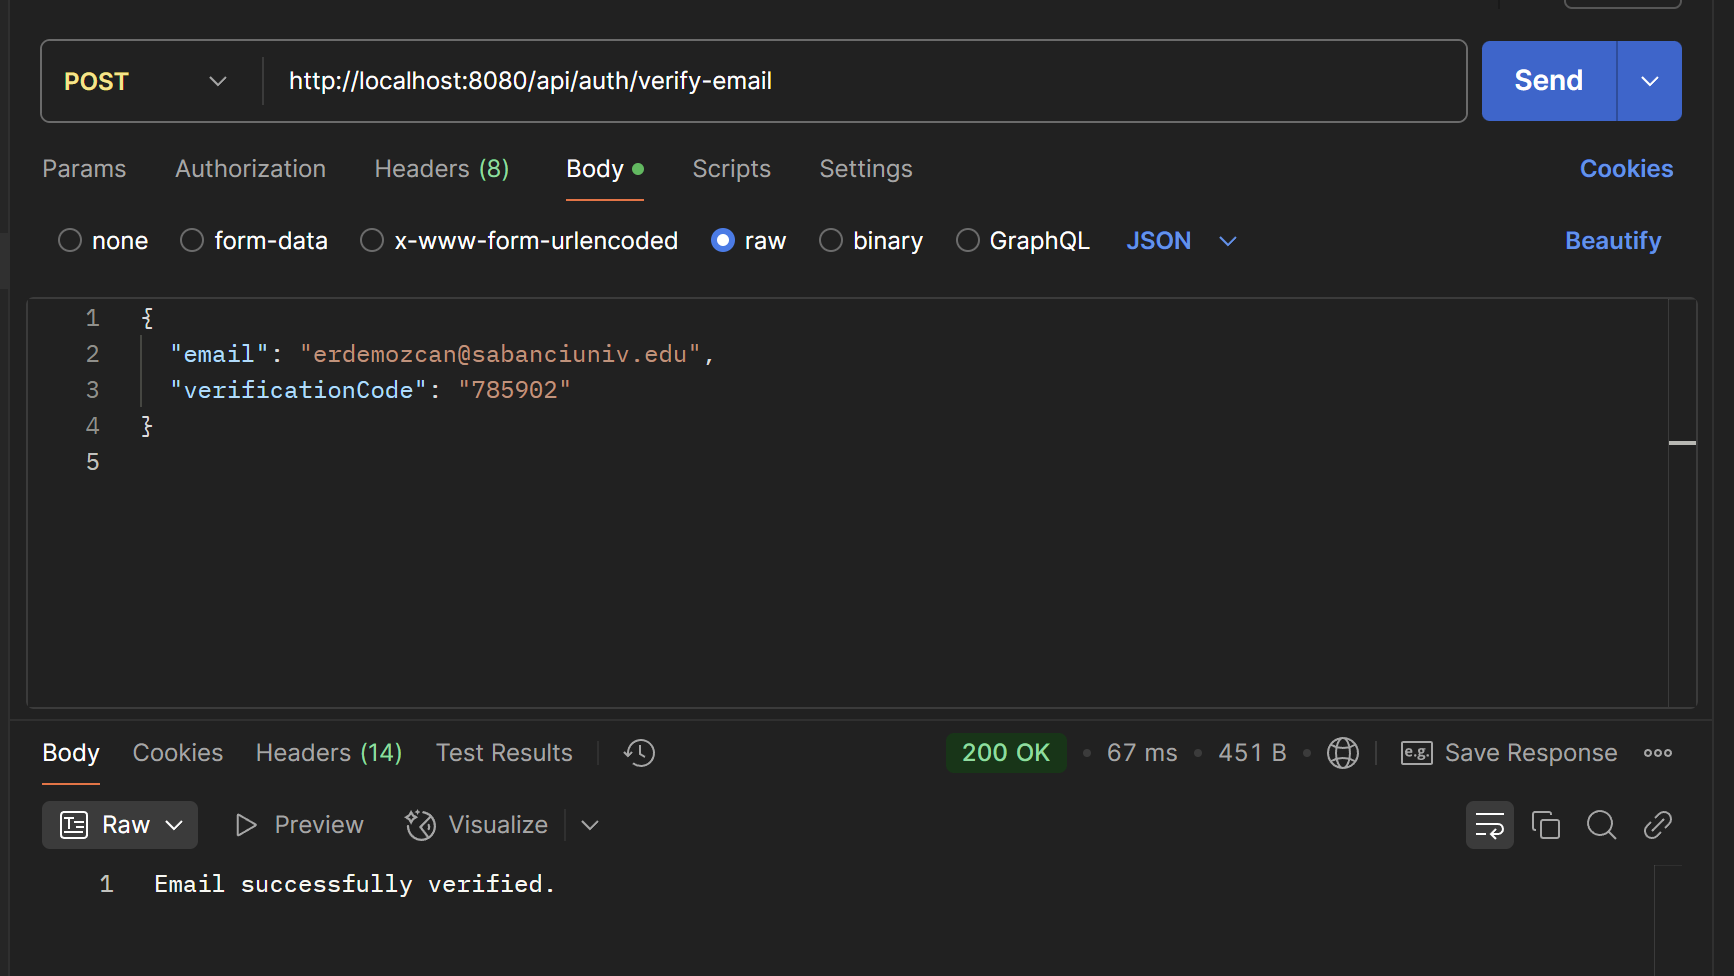 POST http://localhost:8080/api/auth/verify-email Send
Params Authorization Headers (8) Body Scripts Settings Cookies
none form-data x-www-form-urlencoded raw binary GraphQL JSON Beautify
1 {
2 "email": "erdemozcan@sabanciuniv.edu",
3 "verificationCode": "785902"
4 }
5
Body Cookies Headers (14) Test Results 200 OK • 67 ms • 451 B • e.g. Save Response
Raw Preview Visualize
1 Email successfully verified.